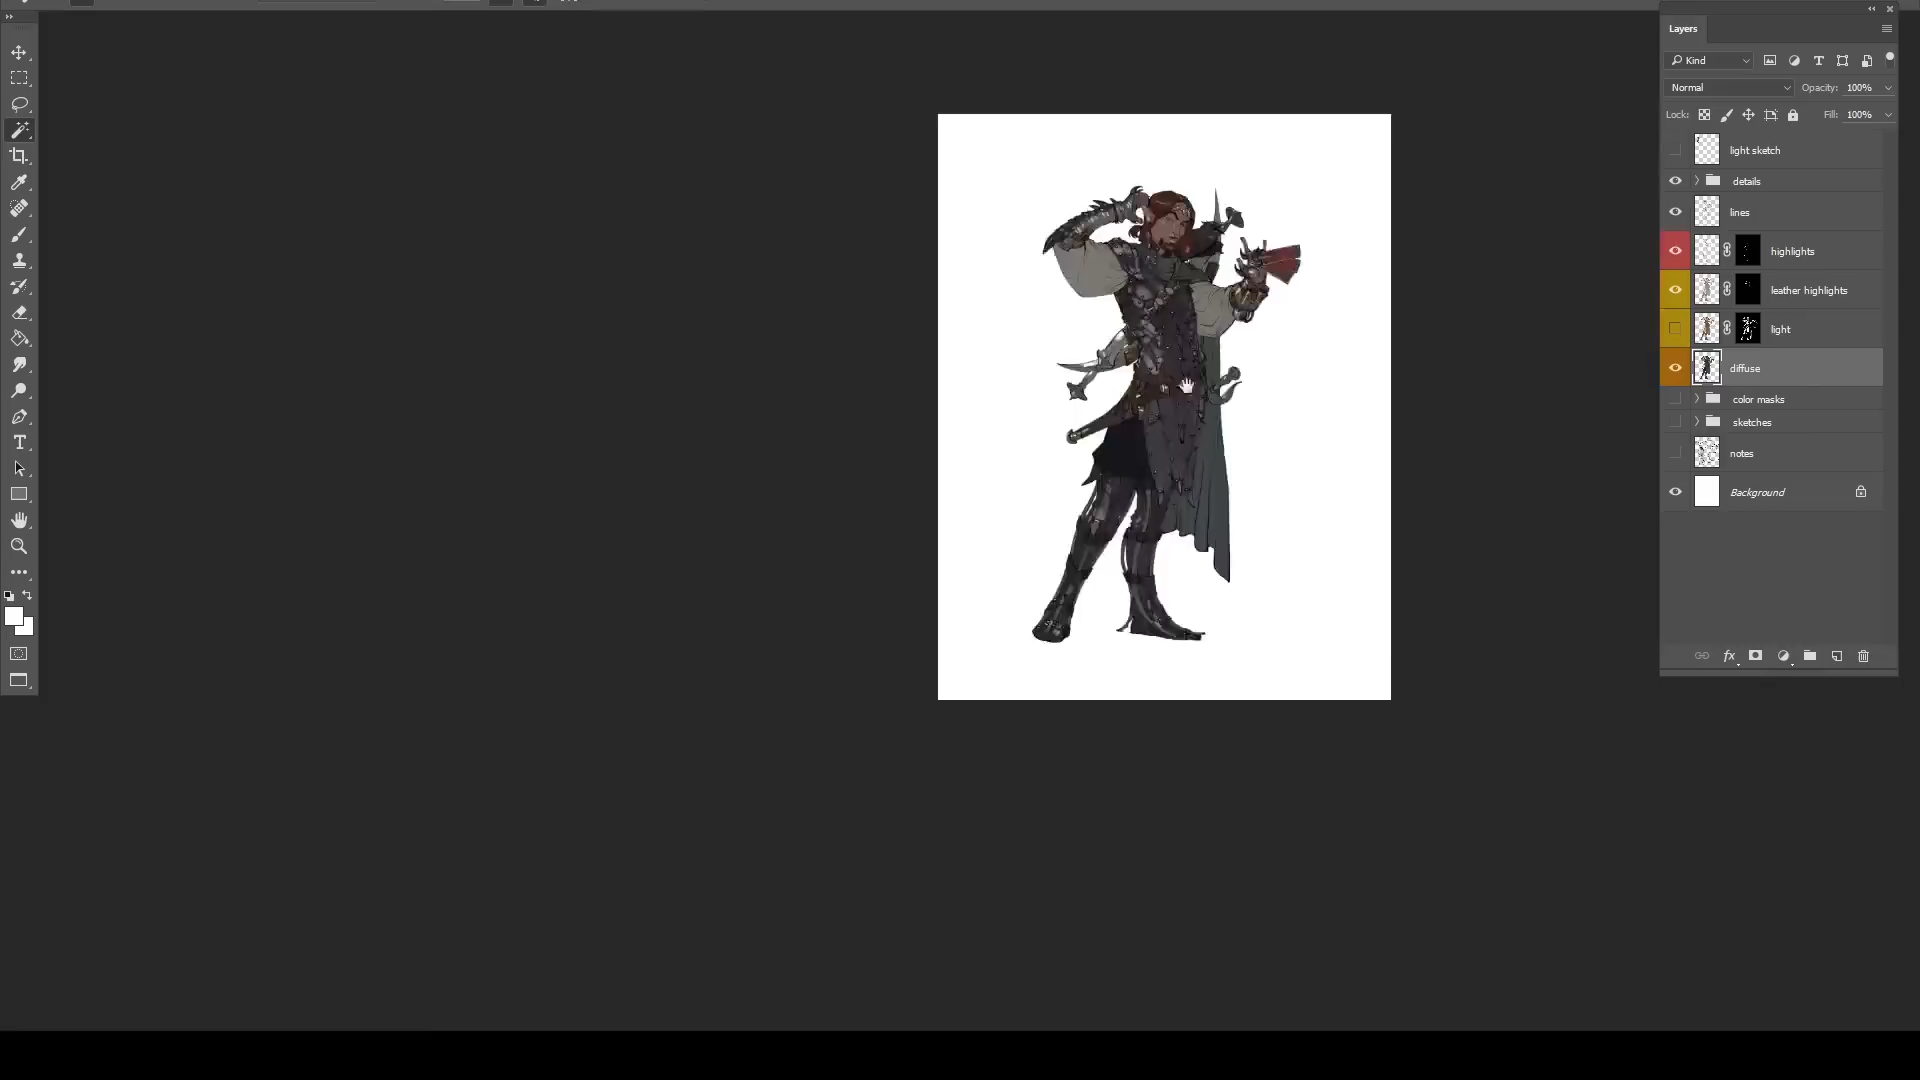 Layers
Kind
Normal Opacity: 100%
Lock: Fill: 100%
light sketch
details
lines
highlights
leather highlights
light
diffuse
color masks
sketches
notes
Background